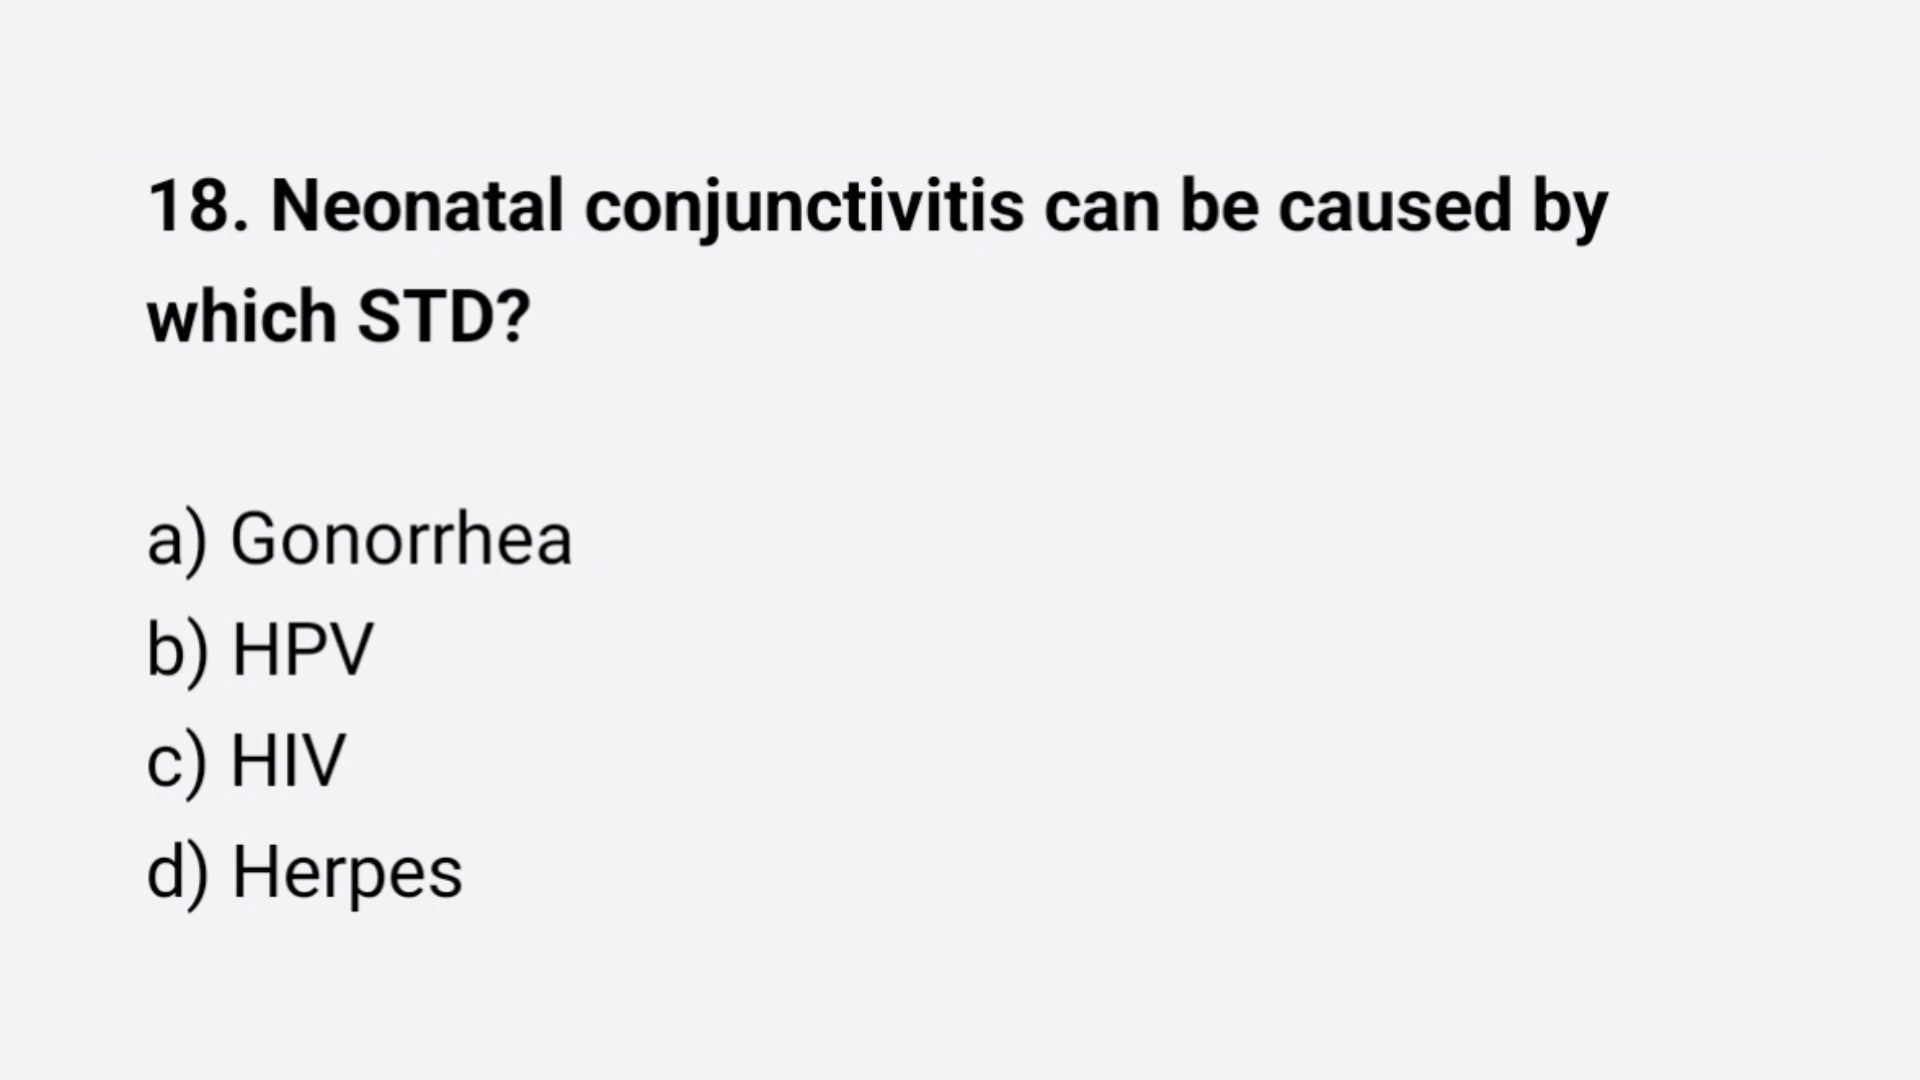 18. Neonatal conjunctivitis can be caused by
which STD?
a) Gonorrhea
b) HPV
c) HIV
d) Herpes